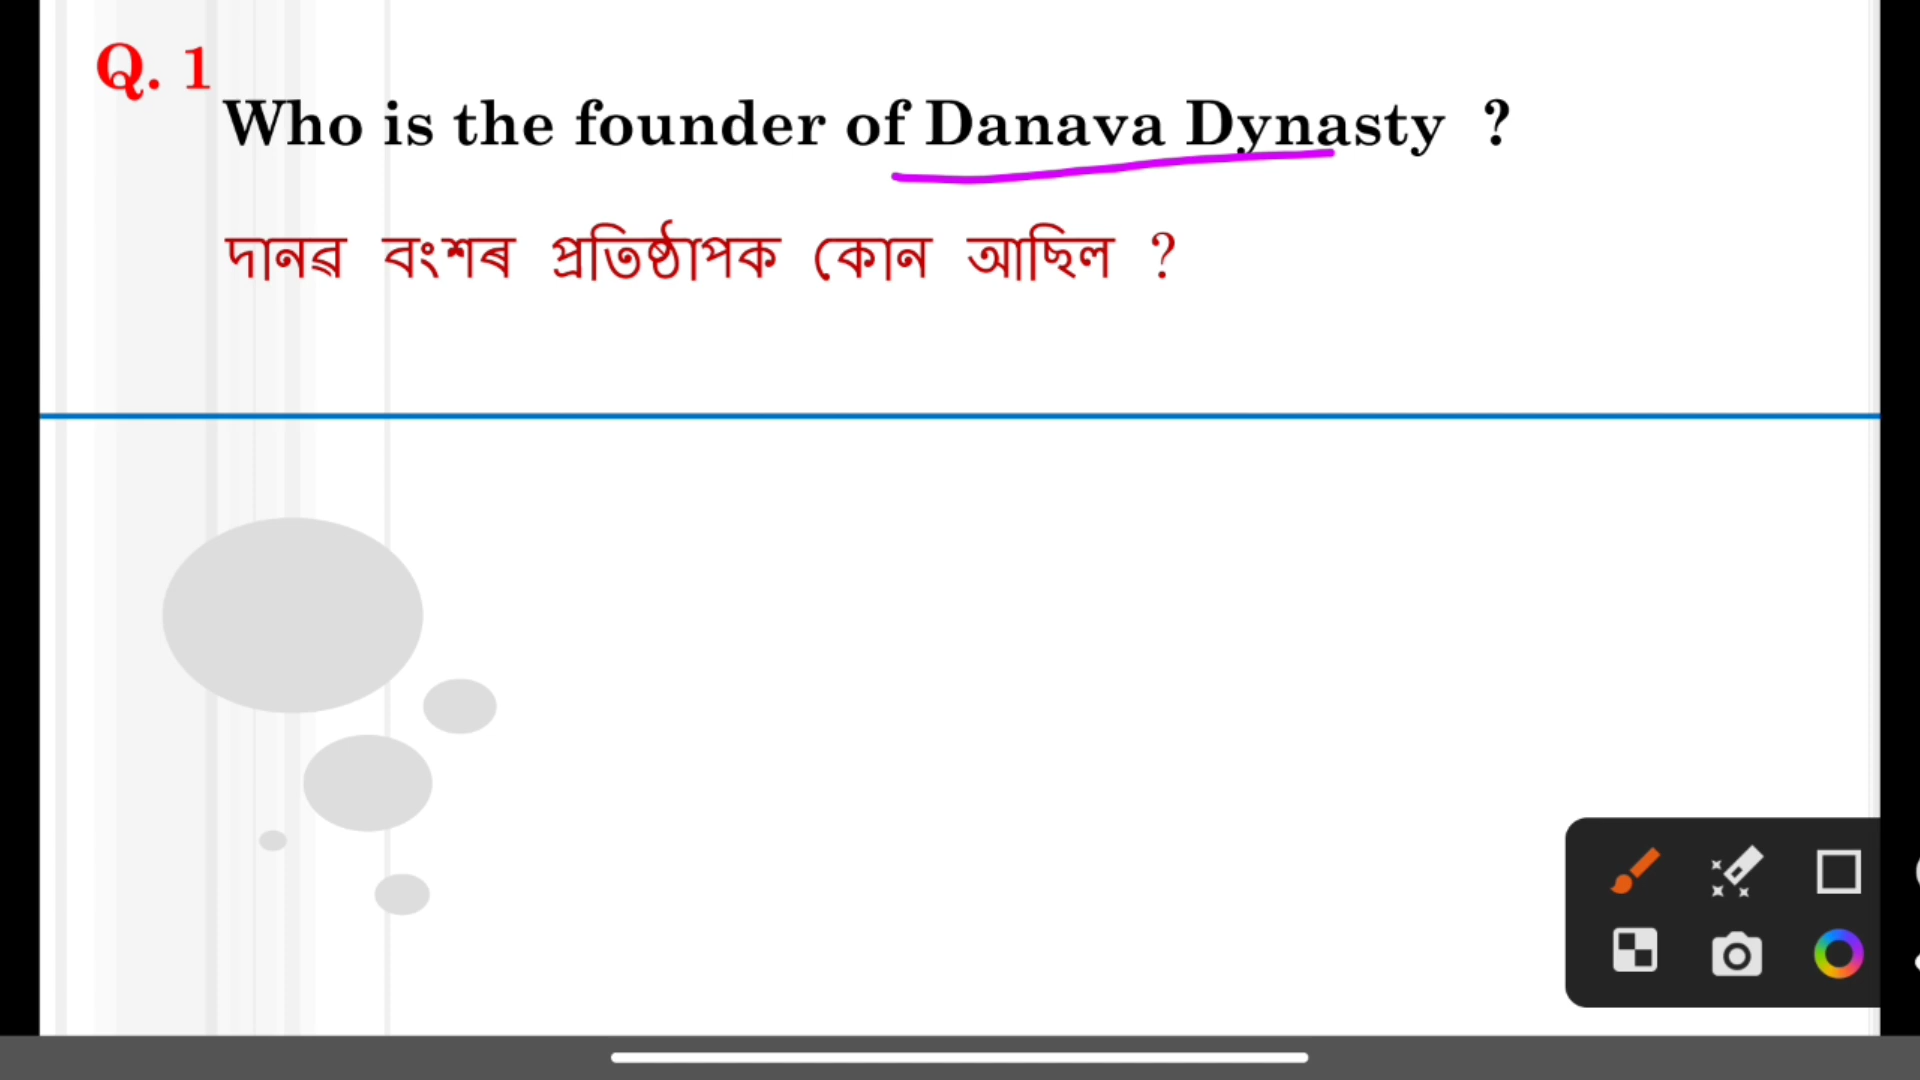 Q. 1
Who is the founder of Danava Dynasty ?
দানৱ বংশৰ প্ৰতিষ্ঠাপক কোন আছিল ?